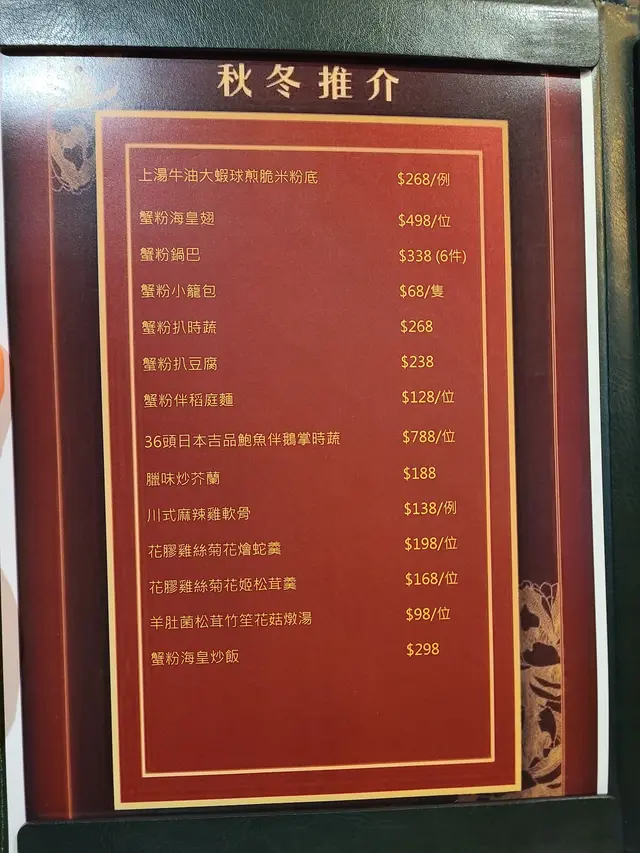 秋冬推介
上湯牛油大蝦球煎脆米粉底 $268/例
蟹粉海皇翅 $498/位
蟹粉鍋巴 $338 (6件)
蟹粉小籠包 $68/隻
蟹粉扒時蔬 $268
蟹粉扒豆腐 $238
蟹粉伴稻庭麵 $128/位
36頭日本吉品鮑魚伴鵝掌時蔬 $788/位
臘味炒芥蘭 $188
川式麻辣雞軟骨 $138/例
花膠雞絲菊花燴蛇羹 $198/位
花膠雞絲菊花姬松茸羹 $168/位
羊肚菌松茸竹笙花菇燉湯 $98/位
蟹粉海皇炒飯 $298